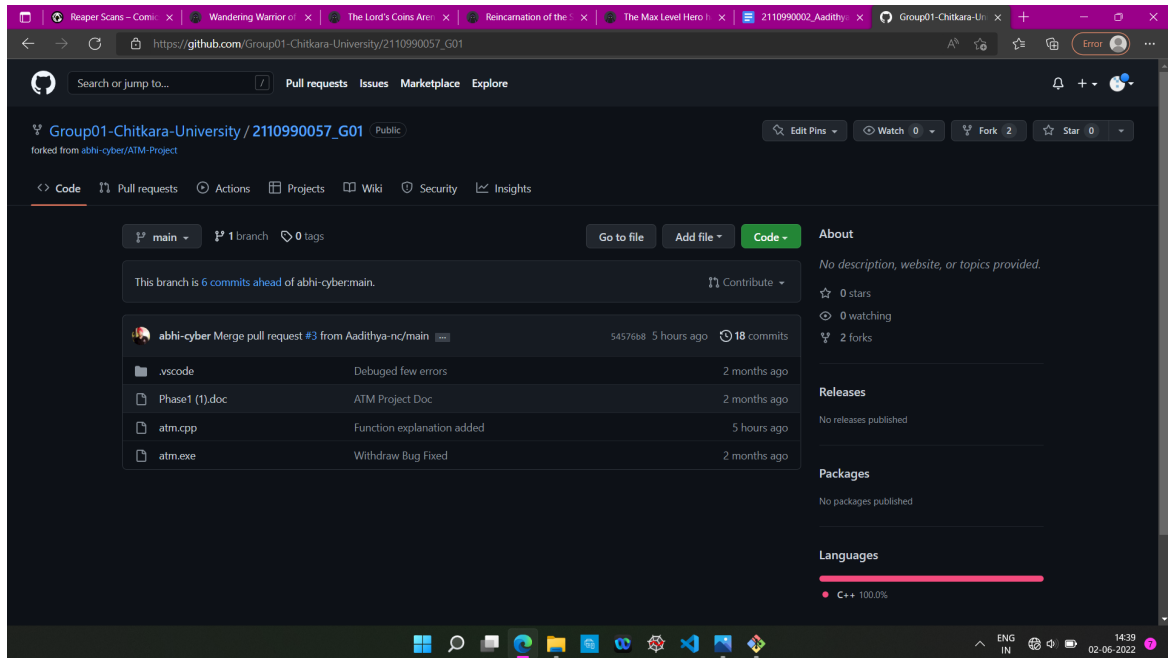 Reaper Scans – Comic
Wandering Warrior of
The Lord's Coins Aren
Reincarnation of the S
The Max Level Hero h
2110990002_Aadithya
Group01-Chitkara-Un
https://github.com/Group01-Chitkara-University/2110990057_G01
Error
Search or jump to...
/
Pull requests Issues Marketplace Explore
Group01-Chitkara-University / 2110990057_G01 Public
Edit Pins Watch 0 Fork 2 Star 0
forked from abhi-cyber/ATM-Project
Code Pull requests Actions Projects Wiki Security Insights
main 1 branch 0 tags Go to file Add file Code
This branch is 6 commits ahead of abhi-cyber:main. Contribute
abhi-cyber Merge pull request #3 from Aadithya-nc/main ... 54576b8 5 hours ago 18 commits
.vscode Debuged few errors 2 months ago
Phase1 (1).doc ATM Project Doc 2 months ago
atm.cpp Function explanation added 5 hours ago
atm.exe Withdraw Bug Fixed 2 months ago
About
No description, website, or topics provided.
0 stars
0 watching
2 forks
Releases
No releases published
Packages
No packages published
Languages
C++ 100.0%
ENG
IN
14:39
02-06-2022
7